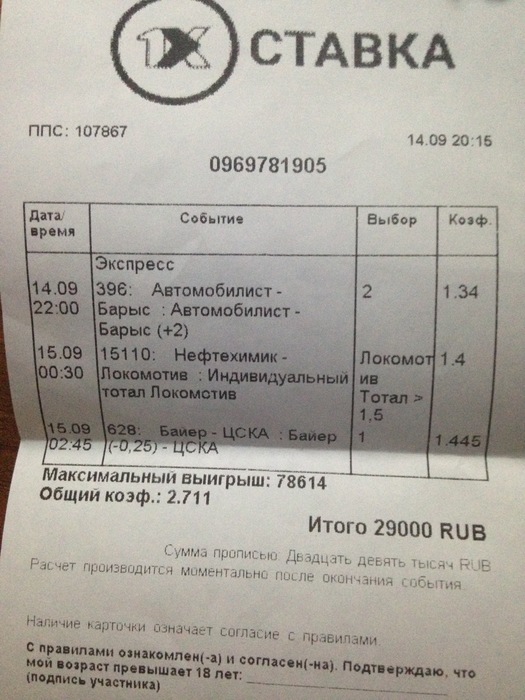 1X СТАВКА
ППС: 107867
14.09 20:15
0969781905
Дата/ время
Событие
Выбор
Коэф.
Экспресс
14.09 396: Автомобилист - 2 1.34
22:00 Барыс : Автомобилист -
Барыс (+2)
15.09 15110: Нефтехимик - Локомот 1.4
00:30 Локомотив : Индивидуальный ив
тотал Локомотив Тотал >
1,5
15.09 628: Байер - ЦСКА : Байер 1 1.445
02:45 (-0,25) - ЦСКА
Максимальный выигрыш: 78614
Общий коэф.: 2.711
Итого 29000 RUB
Сумма прописью: Двадцать девять тысяч RUB
Расчет производится моментально после окончания события
Наличие карточки означает согласие с правилами
С правилами ознакомлен(-а) и согласен(-на). Подтверждаю, что
мой возраст превышает 18 лет:
(подпись участника)